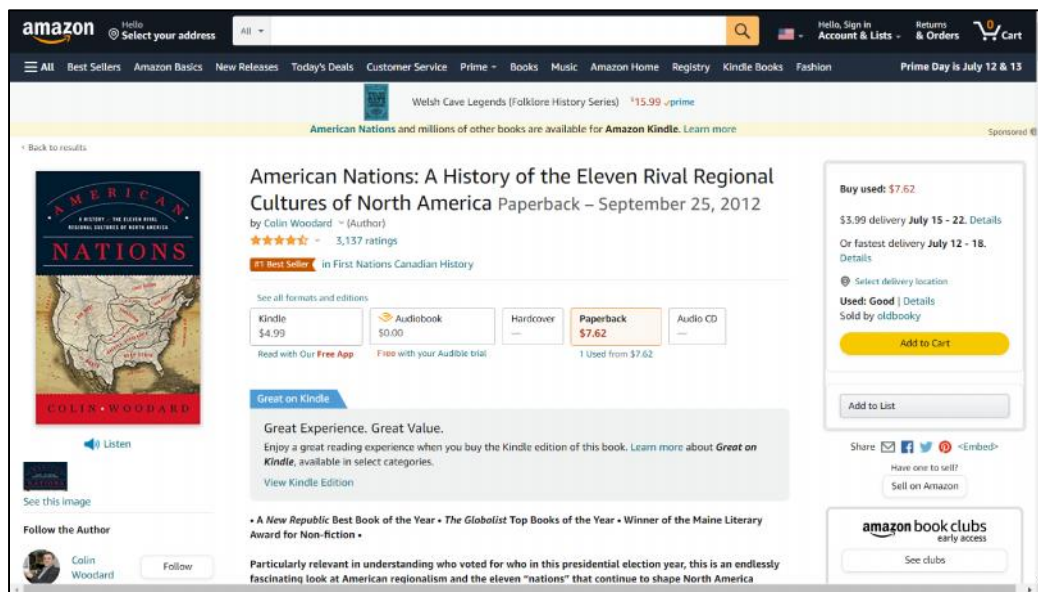 amazon
Hello
Select your address
All
Hello, Sign in
Account & Lists
Returns
& Orders
0
Cart
All Best Sellers Amazon Basics New Releases Today's Deals Customer Service Prime Books Music Amazon Home Registry Kindle Books Fashion Prime Day is July 12 & 13
Welsh Cave Legends (Folklore History Series) $15.99 prime
American Nations and millions of other books are available for Amazon Kindle. Learn more
Sponsored
‹ Back to results
AMERICAN
A HISTORY OF THE ELEVEN RIVAL
REGIONAL CULTURES OF NORTH AMERICA
NATIONS
COLIN WOODARD
Listen
See this image
Follow the Author
Colin
Woodard
Follow
American Nations: A History of the Eleven Rival Regional
Cultures of North America Paperback – September 25, 2012
by Colin Woodard (Author)
3,137 ratings
#1 Best Seller in First Nations Canadian History
See all formats and editions
Kindle
$4.99
Read with Our Free App
Audiobook
$0.00
Free with your Audible trial
Hardcover
—
Paperback
$7.62
1 Used from $7.62
Audio CD
—
Great on Kindle
Great Experience. Great Value.
Enjoy a great reading experience when you buy the Kindle edition of this book. Learn more about Great on
Kindle, available in select categories.
View Kindle Edition
• A New Republic Best Book of the Year • The Globalist Top Books of the Year • Winner of the Maine Literary
Award for Non-fiction •
Particularly relevant in understanding who voted for who in this presidential election year, this is an endlessly
fascinating look at American regionalism and the eleven "nations" that continue to shape North America
Buy used: $7.62
$3.99 delivery July 15 - 22. Details
Or fastest delivery July 12 - 18.
Details
Select delivery location
Used: Good | Details
Sold by oldbooky
Add to Cart
Add to List
Share <Embed>
Have one to sell?
Sell on Amazon
amazon book clubs
early access
See clubs